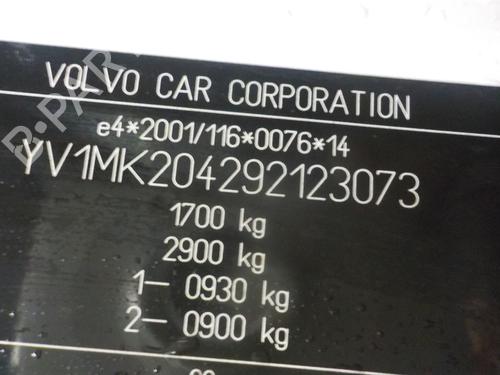 VOLVO CAR CORPORATION
e4*2001/116*0076*14
YV1MK204292123073
1700 kg
2900 kg
1– 0930 kg
2– 0900 kg
B-PARTS